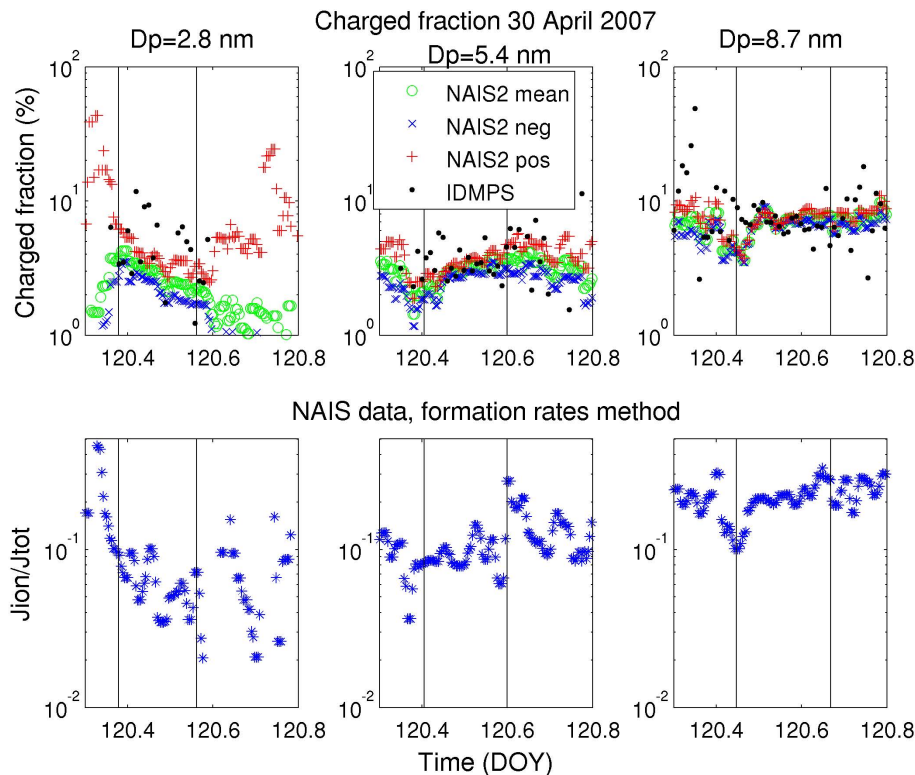 Charged fraction 30 April 2007
Dp=2.8 nm
Dp=5.4 nm
Dp=8.7 nm
Charged fraction (%)
10^2
10^1
10^0
120.4
120.6
120.8
10^2
10^1
10^0
120.4
120.6
120.8
NAIS2 mean
NAIS2 neg
NAIS2 pos
IDMPS
10^2
10^1
10^0
120.4
120.6
120.8
NAIS data, formation rates method
Jion/Jtot
10^-1
10^-2
120.4
120.6
120.8
10^-1
10^-2
120.4
120.6
120.8
10^-1
10^-2
120.4
120.6
120.8
Time (DOY)